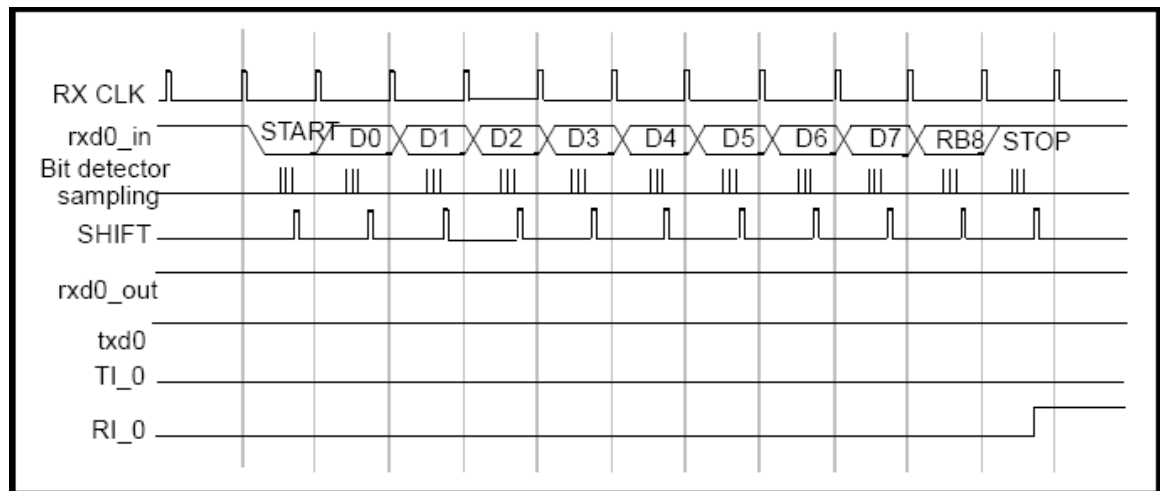 RX CLK
rxd0_in START D0 D1 D2 D3 D4 D5 D6 D7 RB8 STOP
Bit detector
sampling
SHIFT
rxd0_out
txd0
TI_0
RI_0